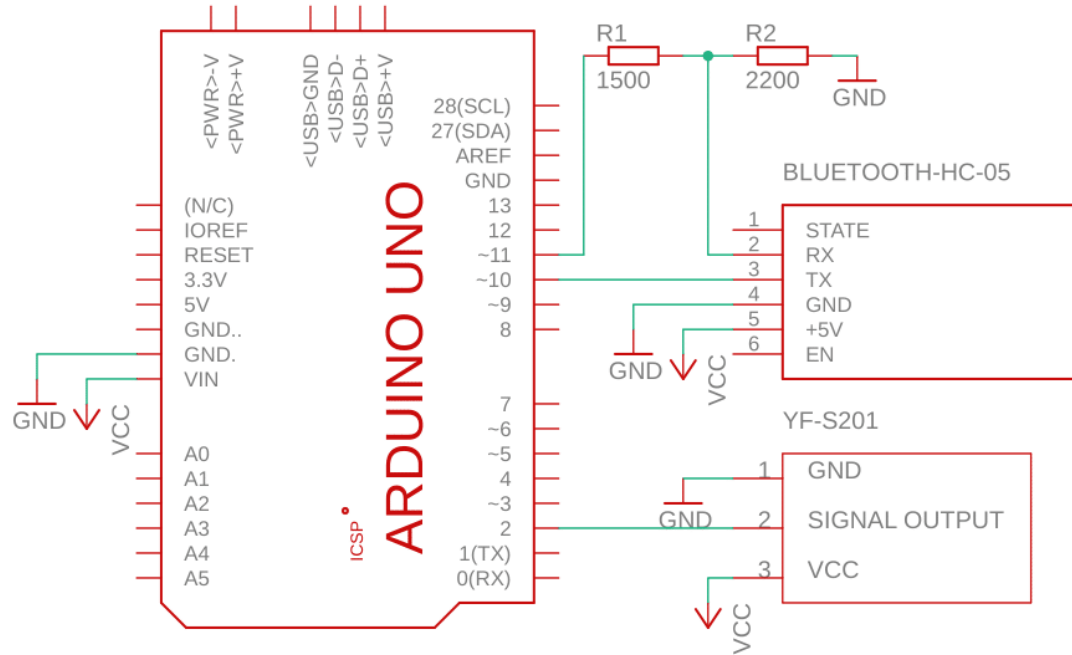 <PWR>-V
<PWR>+V
<USB>GND
<USB>D-
<USB>D+
<USB>+V
28(SCL)
27(SDA)
AREF
GND
13
12
~11
~10
~9
8
7
~6
~5
4
~3
2
1(TX)
0(RX)
(N/C)
IOREF
RESET
3.3V
5V
GND..
GND.
VIN
A0
A1
A2
A3
A4
A5
ICSP
ARDUINO UNO
GND
VCC
R1
1500
R2
2200
GND
BLUETOOTH-HC-05
1 STATE
2 RX
3 TX
4 GND
5 +5V
6 EN
GND
VCC
YF-S201
1 GND
2 SIGNAL OUTPUT
3 VCC
GND
VCC